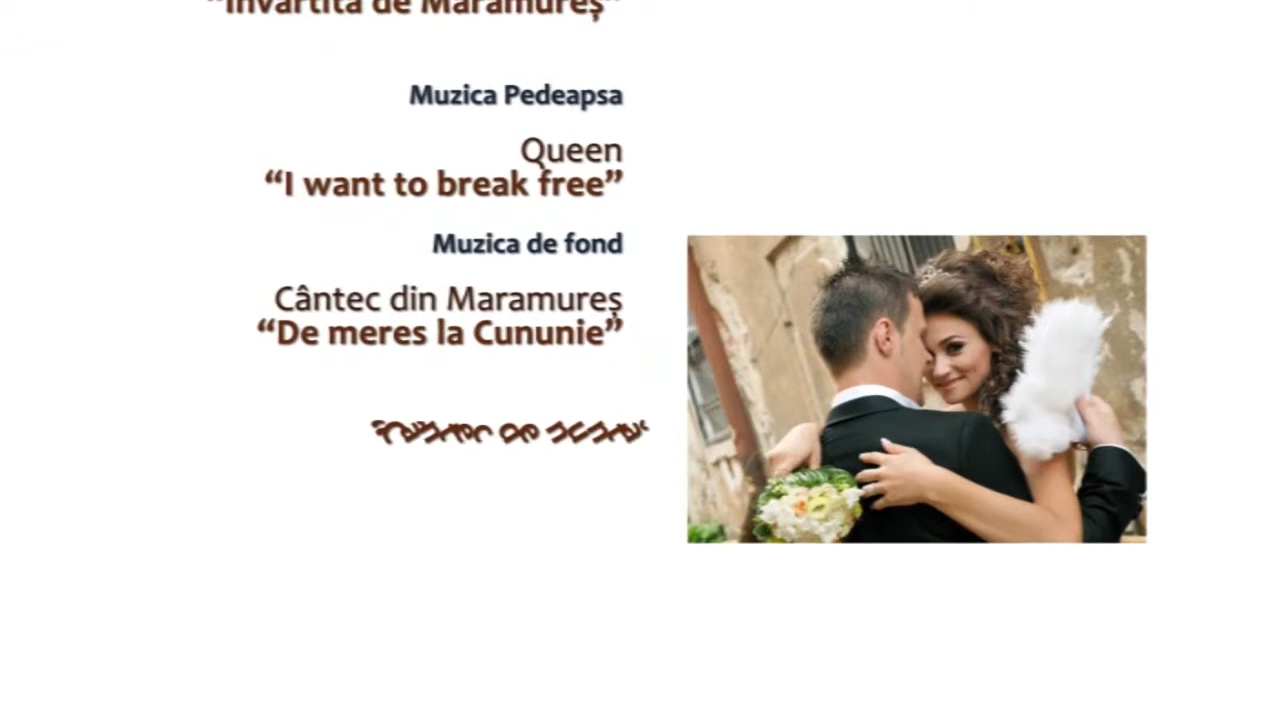 “Învârtita de Maramureș”
Muzica Pedeapsa
Queen
“I want to break free”
Muzica de fond
Cântec din Maramureș
“De meres la Cununie”